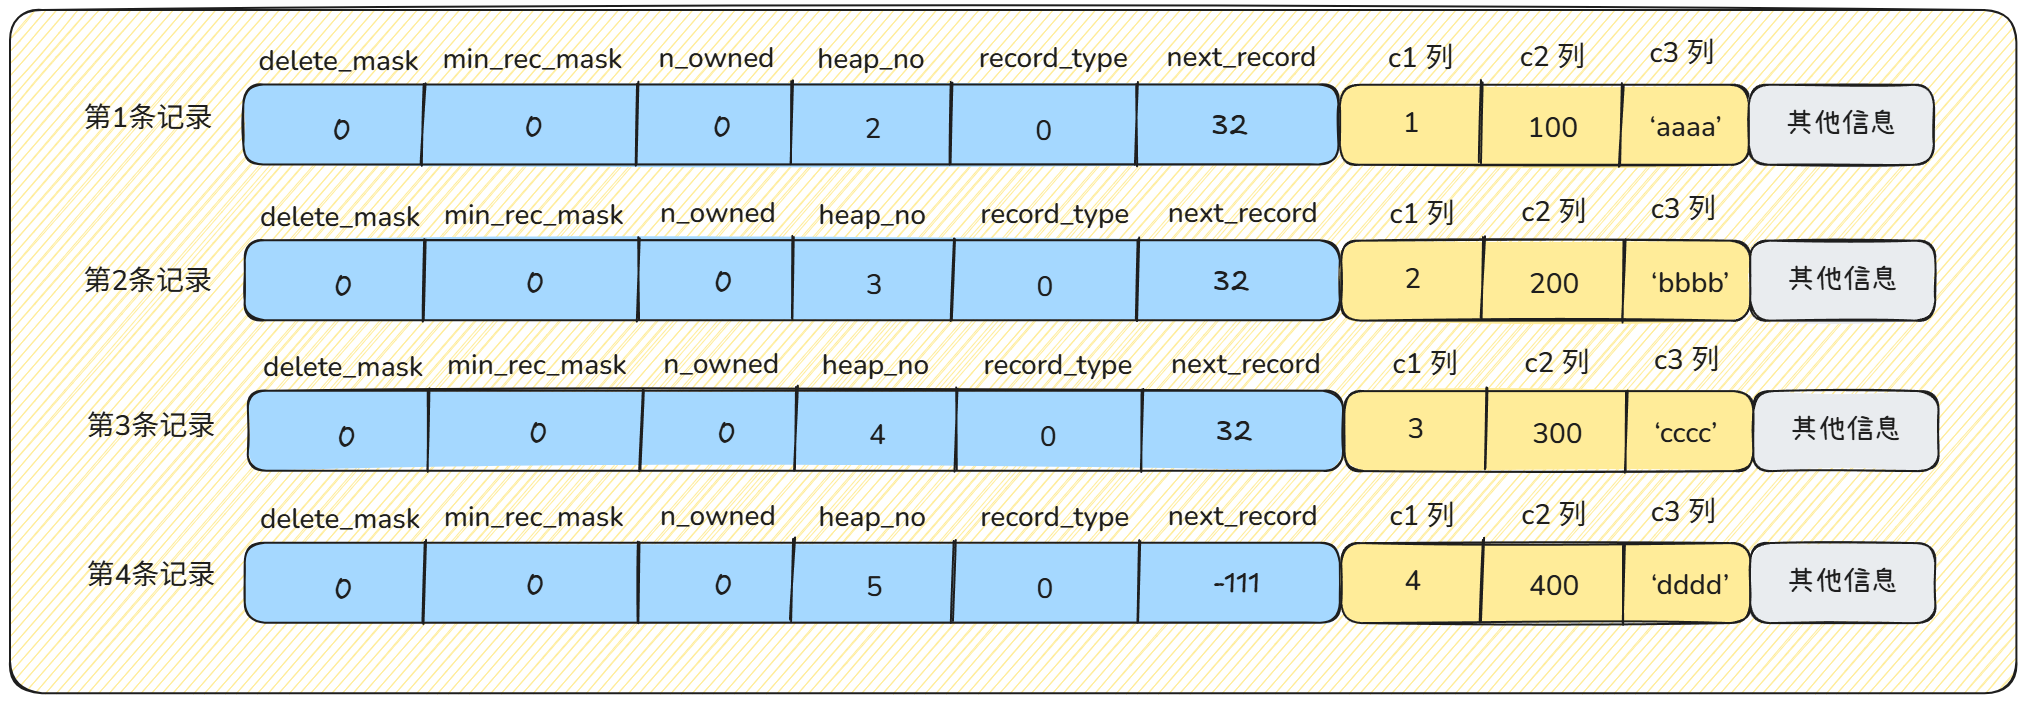 delete_mask min_rec_mask n_owned heap_no record_type next_record c1 列 c2 列 c3 列
第1条记录 0 0 0 2 0 32 1 100 ‘aaaa’ 其他信息
delete_mask min_rec_mask n_owned heap_no record_type next_record c1 列 c2 列 c3 列
第2条记录 0 0 0 3 0 32 2 200 ‘bbbb’ 其他信息
delete_mask min_rec_mask n_owned heap_no record_type next_record c1 列 c2 列 c3 列
第3条记录 0 0 0 4 0 32 3 300 ‘cccc’ 其他信息
delete_mask min_rec_mask n_owned heap_no record_type next_record c1 列 c2 列 c3 列
第4条记录 0 0 0 5 0 -111 4 400 ‘dddd’ 其他信息